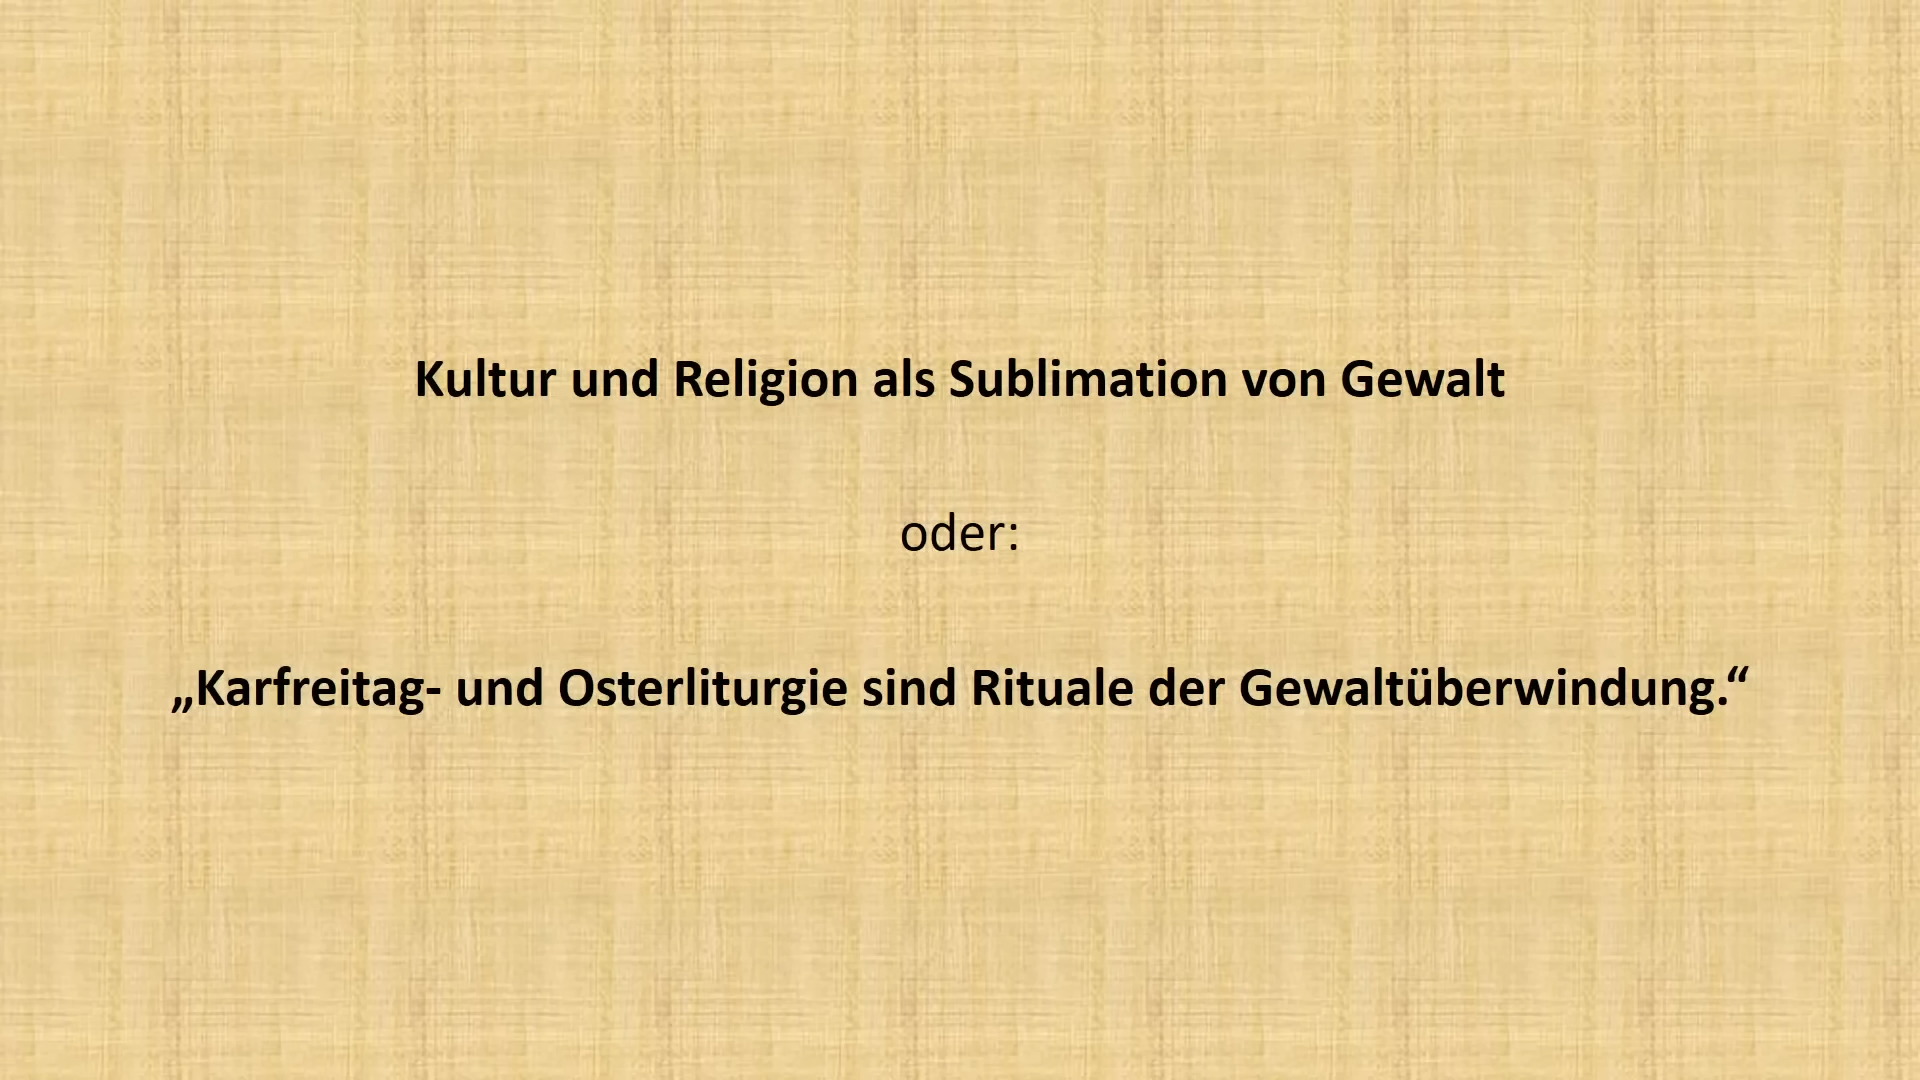 Kultur und Religion als Sublimation von Gewalt
oder:
„Karfreitag- und Osterliturgie sind Rituale der Gewaltüberwindung.“